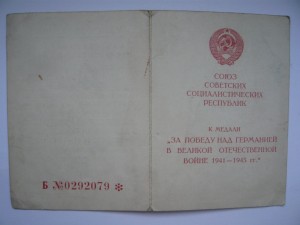 СОЮЗ
СОВЕТСКИХ
СОЦИАЛИСТИЧЕСКИХ
РЕСПУБЛИК
К МЕДАЛИ
„ЗА ПОБЕДУ НАД ГЕРМАНИЕЙ
В ВЕЛИКОЙ ОТЕЧЕСТВЕННОЙ
ВОЙНЕ 1941—1945 гг."
Б №0292079 ✻